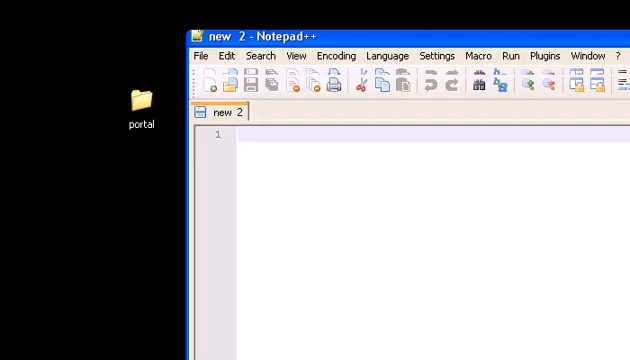 new 2 - Notepad++
File Edit Search View Encoding Language Settings Macro Run Plugins Window ?
new 2
1
portal